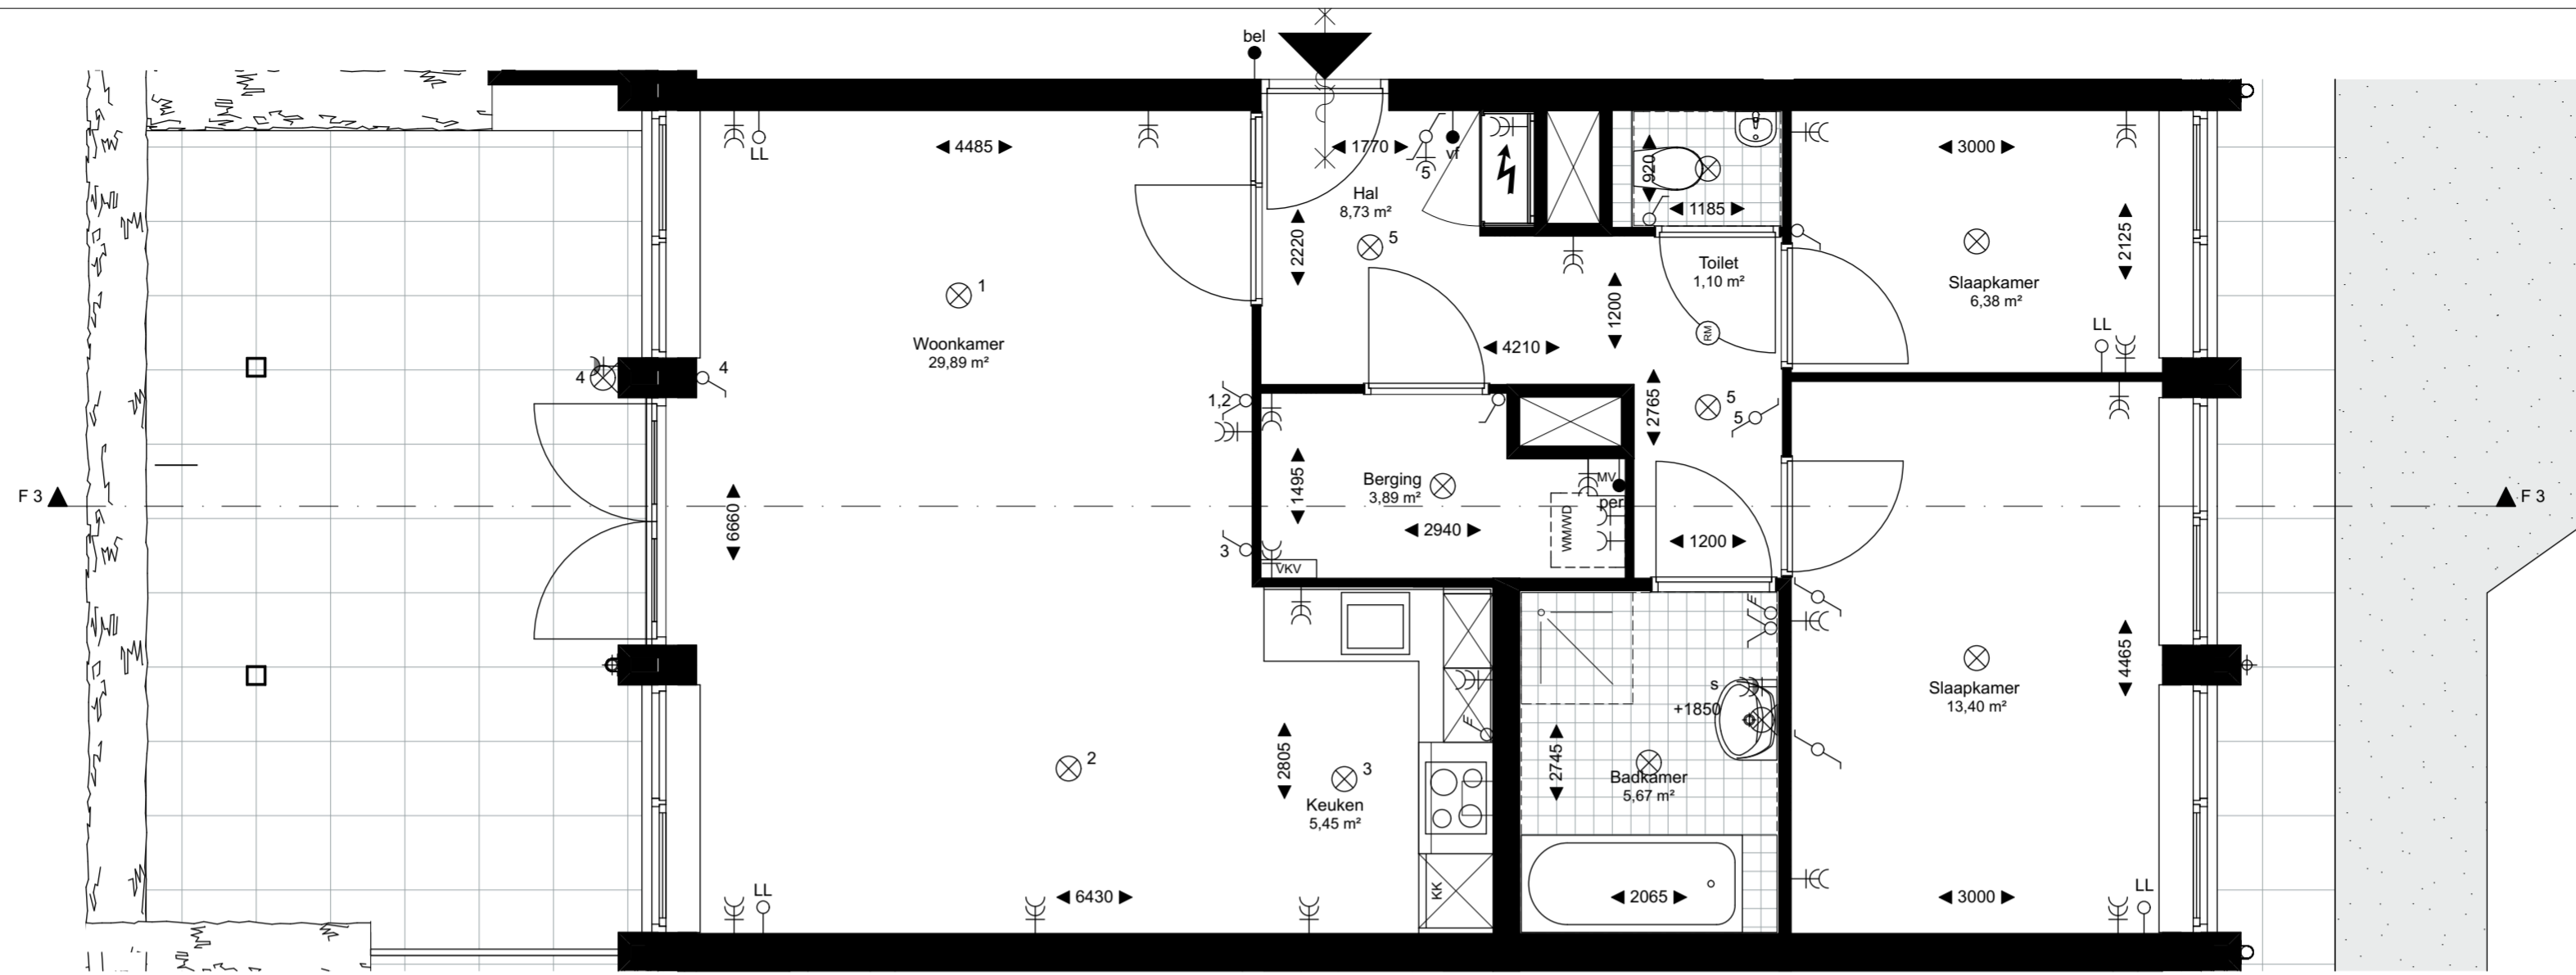 bel
LL
4485
1770
5
vf
Hal
8,73 m²
2220
5
920
1185
Toilet
1,10 m²
RM
3000
2125
Slaapkamer
6,38 m²
LL
1
Woonkamer
29,89 m²
4
4
1200
4210
1,2
2765
5
5
F 3
6660
1495
Berging
3,89 m²
2940
MV
per
WM/WD
1200
F 3
3
VKV
s
+1850
Slaapkamer
13,40 m²
4465
2
2805
3
Keuken
5,45 m²
2745
Badkamer
5,67 m²
LL
6430
KK
2065
3000
LL